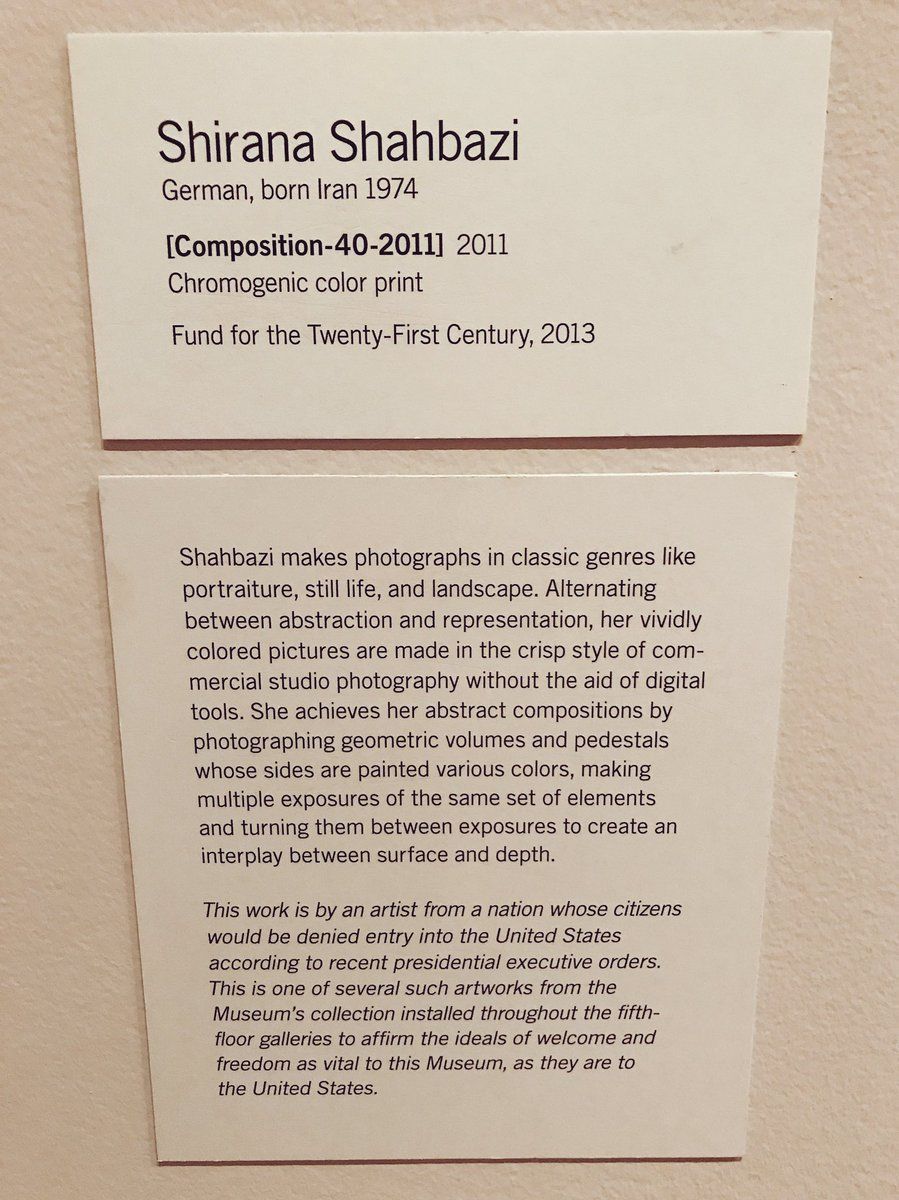 Shirana Shahbazi
German, born Iran 1974
[Composition-40-2011] 2011
Chromogenic color print
Fund for the Twenty-First Century, 2013
Shahbazi makes photographs in classic genres like
portraiture, still life, and landscape. Alternating
between abstraction and representation, her vividly
colored pictures are made in the crisp style of com-
mercial studio photography without the aid of digital
tools. She achieves her abstract compositions by
photographing geometric volumes and pedestals
whose sides are painted various colors, making
multiple exposures of the same set of elements
and turning them between exposures to create an
interplay between surface and depth.
This work is by an artist from a nation whose citizens
would be denied entry into the United States
according to recent presidential executive orders.
This is one of several such artworks from the
Museum's collection installed throughout the fifth-
floor galleries to affirm the ideals of welcome and
freedom as vital to this Museum, as they are to
the United States.